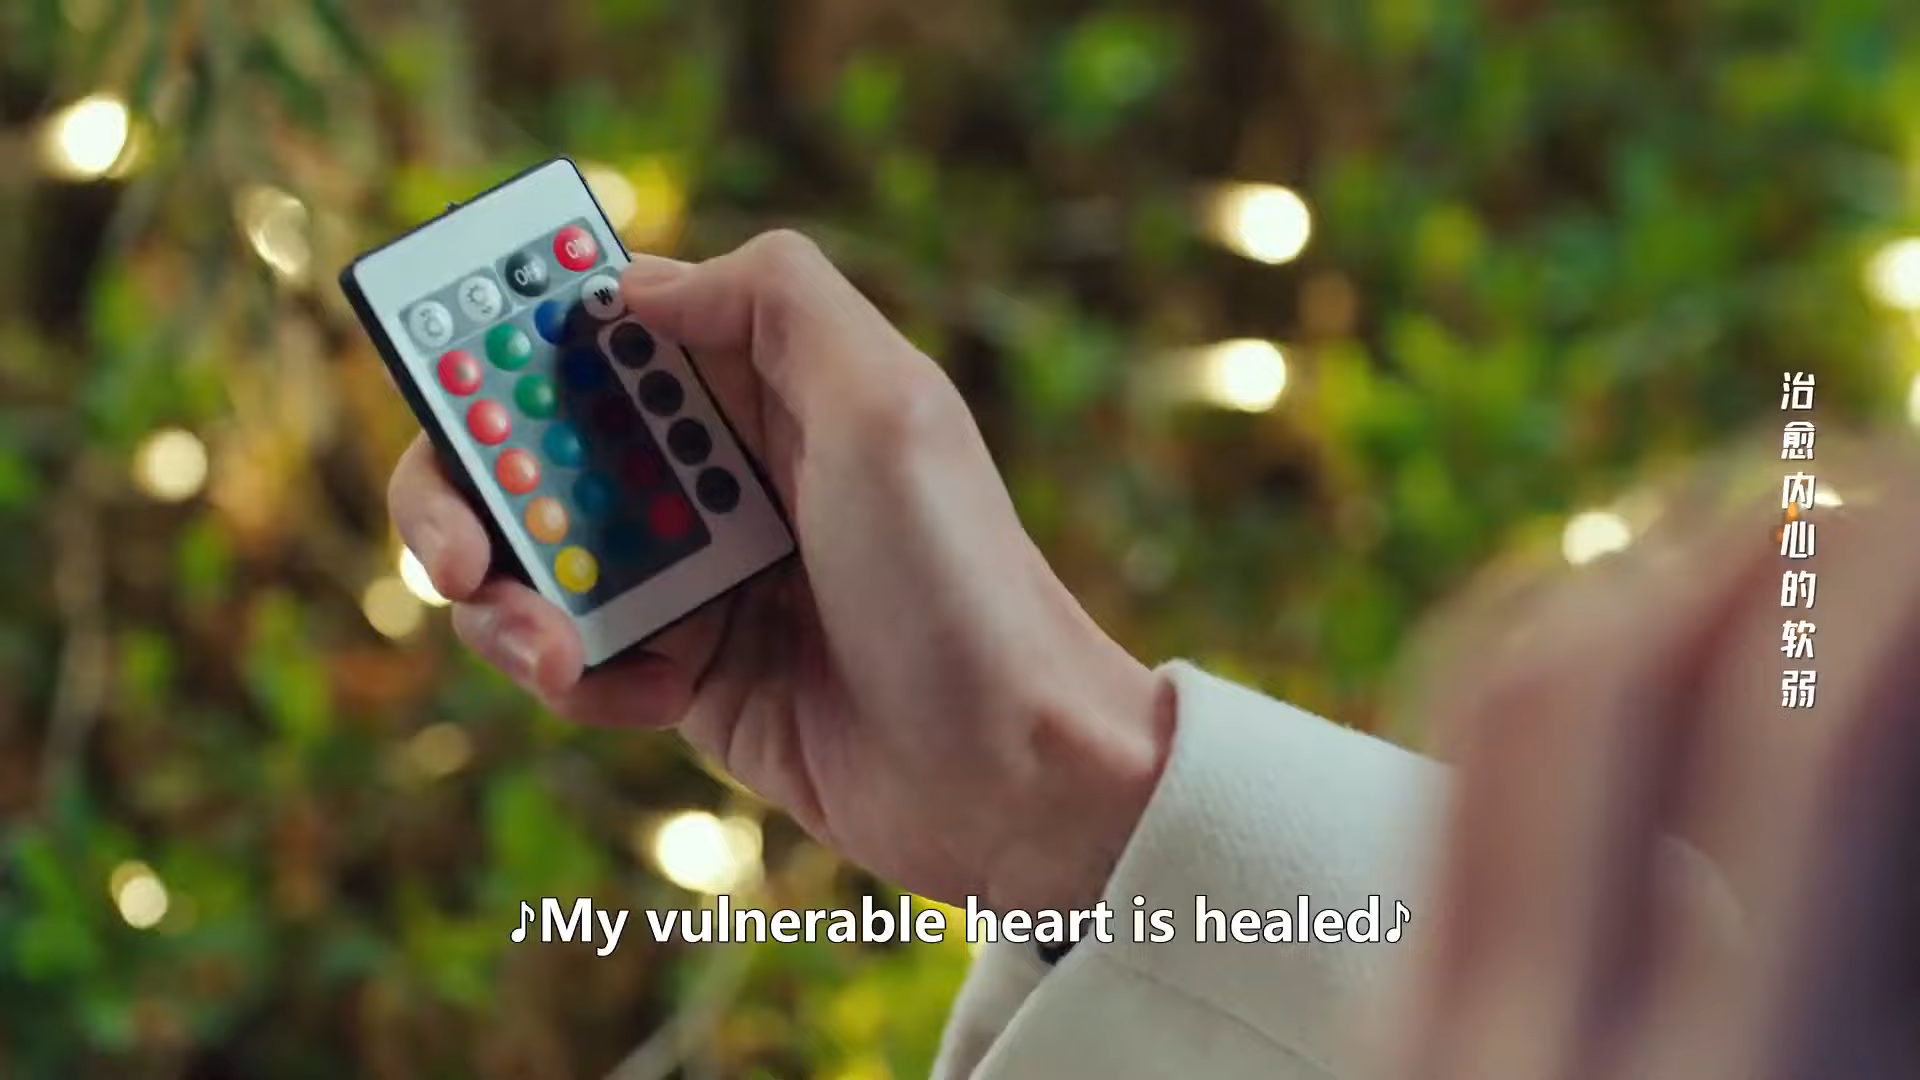 ON
OFF
W
治愈内心的软弱
♪My vulnerable heart is healed♪